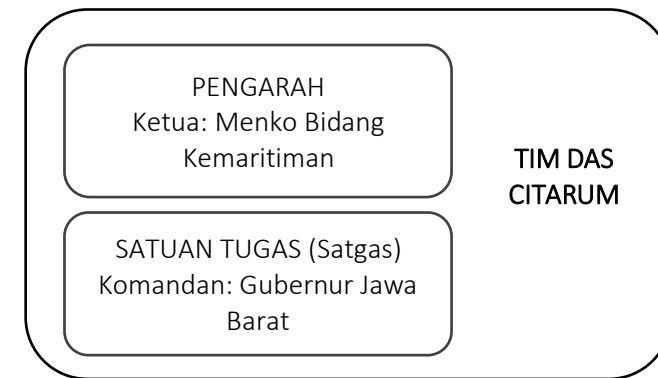 PENGARAH
Ketua: Menko Bidang
Kemaritiman
SATUAN TUGAS (Satgas)
Komandan: Gubernur Jawa
Barat
TIM DAS
CITARUM